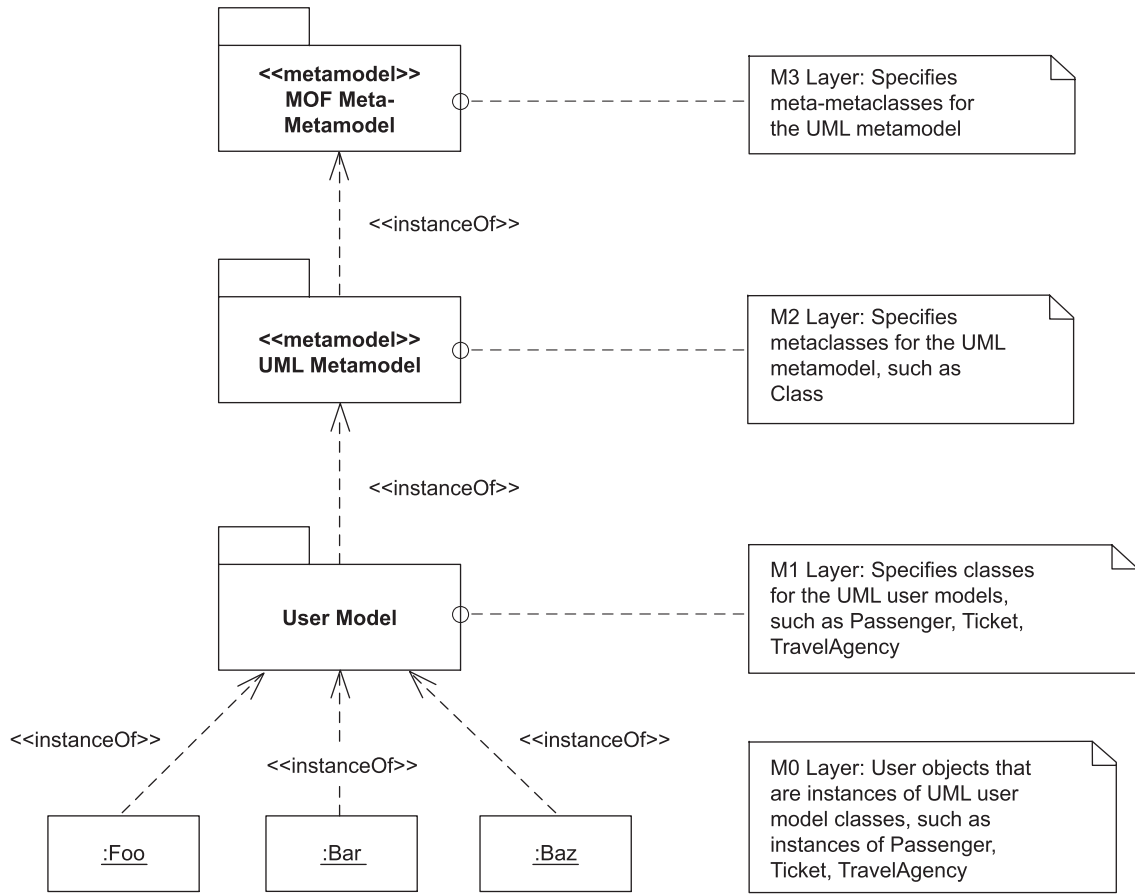 <<metamodel>>
MOF Meta-
Metamodel
M3 Layer: Specifies
meta-metaclasses for
the UML metamodel
<<instanceOf>>
<<metamodel>>
UML Metamodel
M2 Layer: Specifies
metaclasses for the UML
metamodel, such as
Class
<<instanceOf>>
User Model
M1 Layer: Specifies classes
for the UML user models,
such as Passenger, Ticket,
TravelAgency
<<instanceOf>>
<<instanceOf>>
<<instanceOf>>
:Foo
:Bar
:Baz
M0 Layer: User objects that
are instances of UML user
model classes, such as
instances of Passenger,
Ticket, TravelAgency